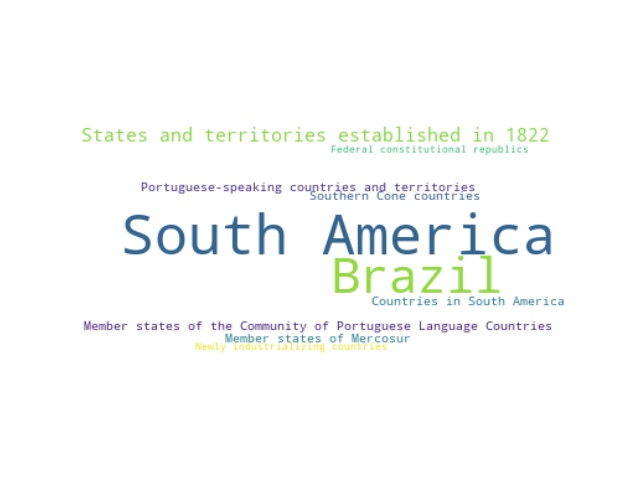 States and territories established in 1822
Federal constitutional republics
Portuguese-speaking countries and territories
Southern Cone countries
South America
Brazil
Countries in South America
Member states of the Community of Portuguese Language Countries
Member states of Mercosur
Newly industrializing countries